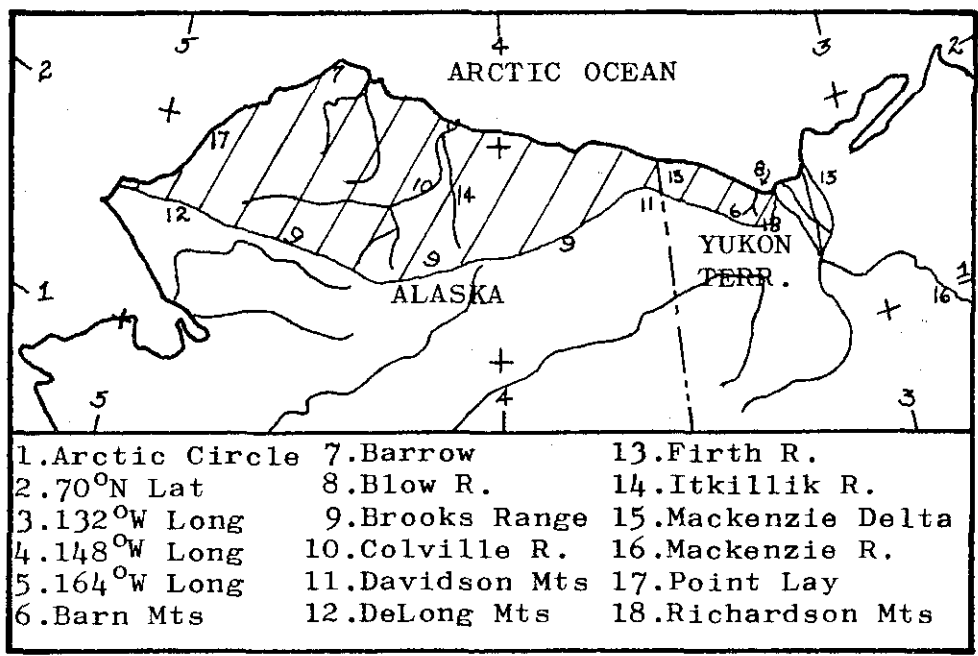 5 4 3 2
2 7 ARCTIC OCEAN
17
8
10 14 13 15
12 11 6
9 9 9 18
YUKON
TERR.
1 ALASKA 1
16
5 4 3
1.Arctic Circle 7.Barrow 13.Firth R.
2.70°N Lat 8.Blow R. 14.Itkillik R.
3.132°W Long 9.Brooks Range 15.Mackenzie Delta
4.148°W Long 10.Colville R. 16.Mackenzie R.
5.164°W Long 11.Davidson Mts 17.Point Lay
6.Barn Mts 12.DeLong Mts 18.Richardson Mts